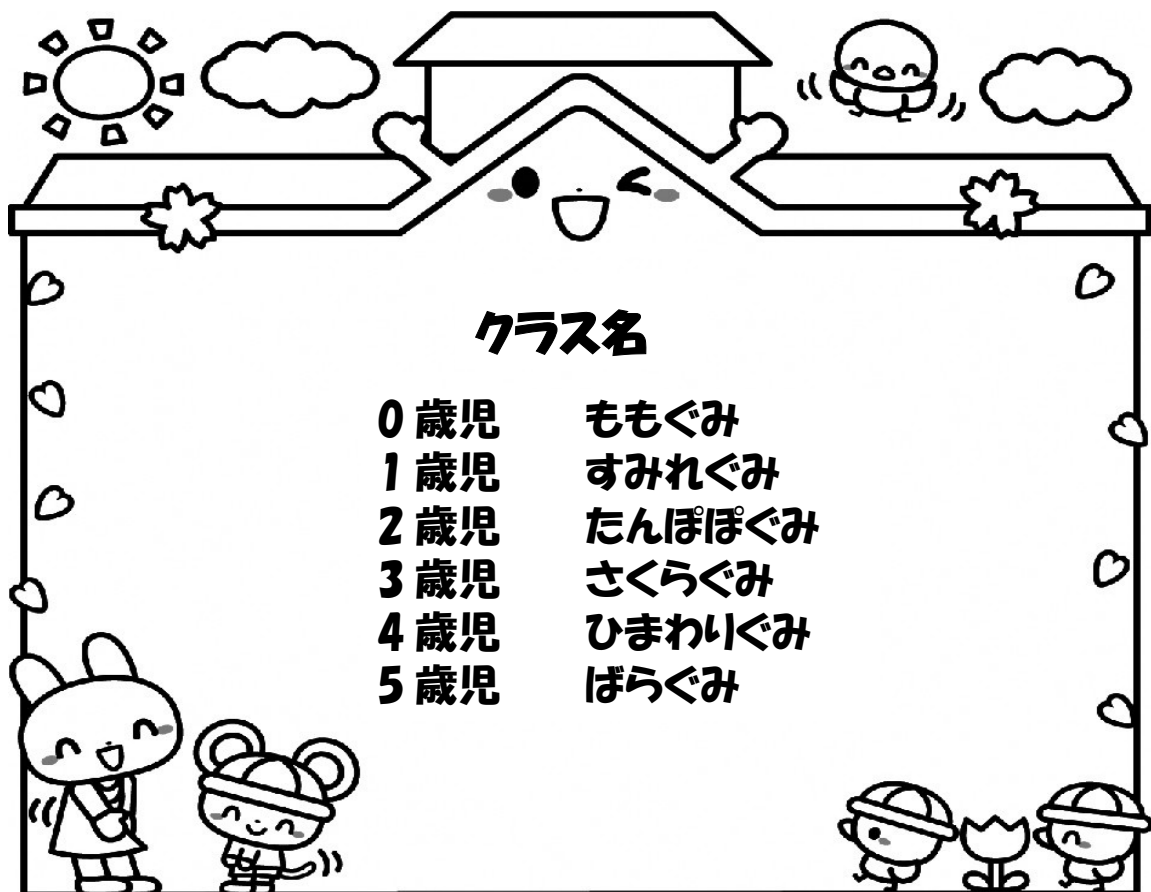 クラス名
0歳児 ももぐみ
1歳児 すみれぐみ
2歳児 たんぽぽぐみ
3歳児 さくらぐみ
4歳児 ひまわりぐみ
5歳児 ばらぐみ